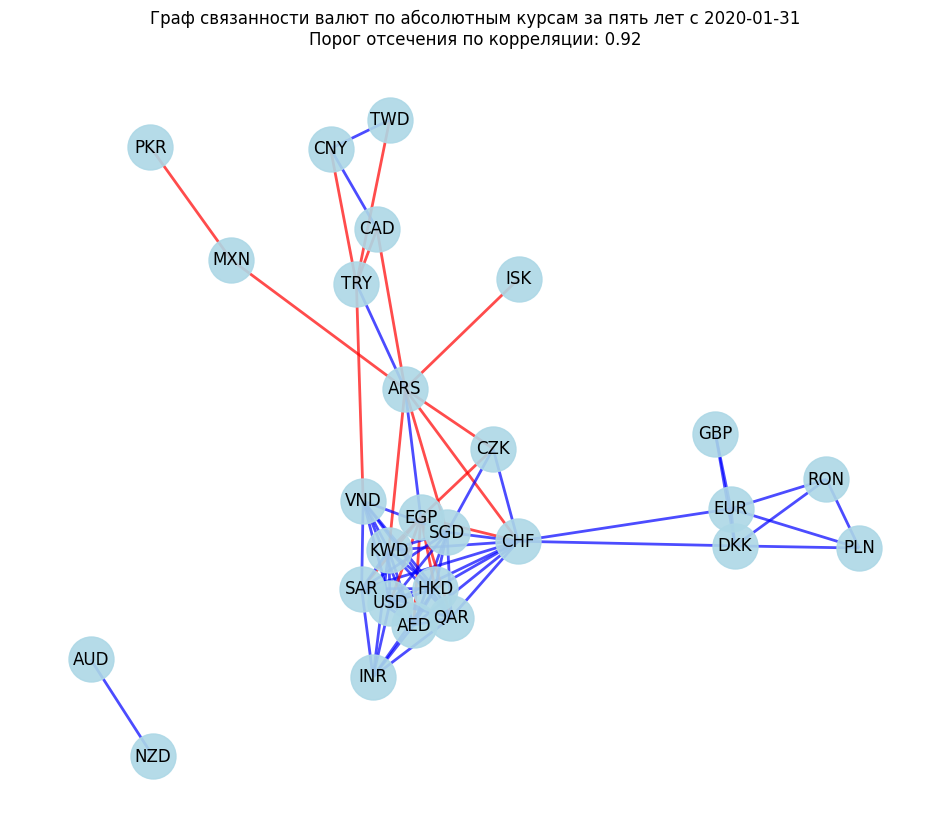 Граф связанности валют по абсолютным курсам за пять лет с 2020-01-31
Порог отсечения по корреляции: 0.92
TWD
CNY
PKR
CAD
MXN
ISK
TRY
ARS
GBP
CZK
RON
VND
EUR
EGP
SGD
CHF
DKK
PLN
KWD
SAR
HKD
USD
QAR
AED
AUD
INR
NZD